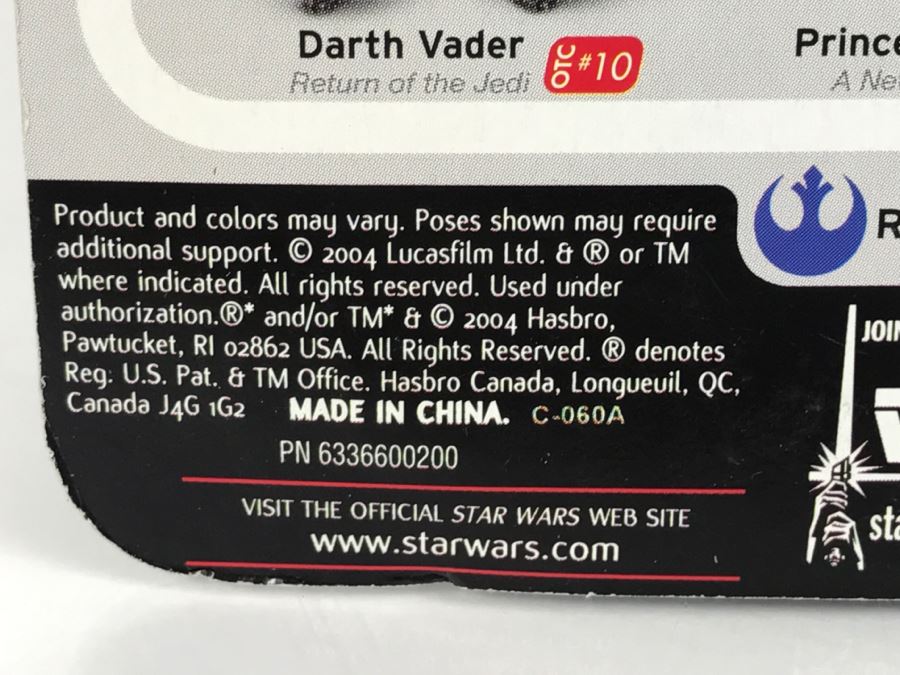 Darth Vader
Return of the Jedi
OTC #10
Product and colors may vary. Poses shown may require
additional support. © 2004 Lucasfilm Ltd. & ® or TM
where indicated. All rights reserved. Used under
authorization.®* and/or TM* & © 2004 Hasbro,
Pawtucket, RI 02862 USA. All Rights Reserved. ® denotes
Reg. U.S. Pat. & TM Office. Hasbro Canada, Longueuil, QC,
Canada J4G 1G2 MADE IN CHINA. C-060A
PN 6336600200
VISIT THE OFFICIAL STAR WARS WEB SITE
www.starwars.com